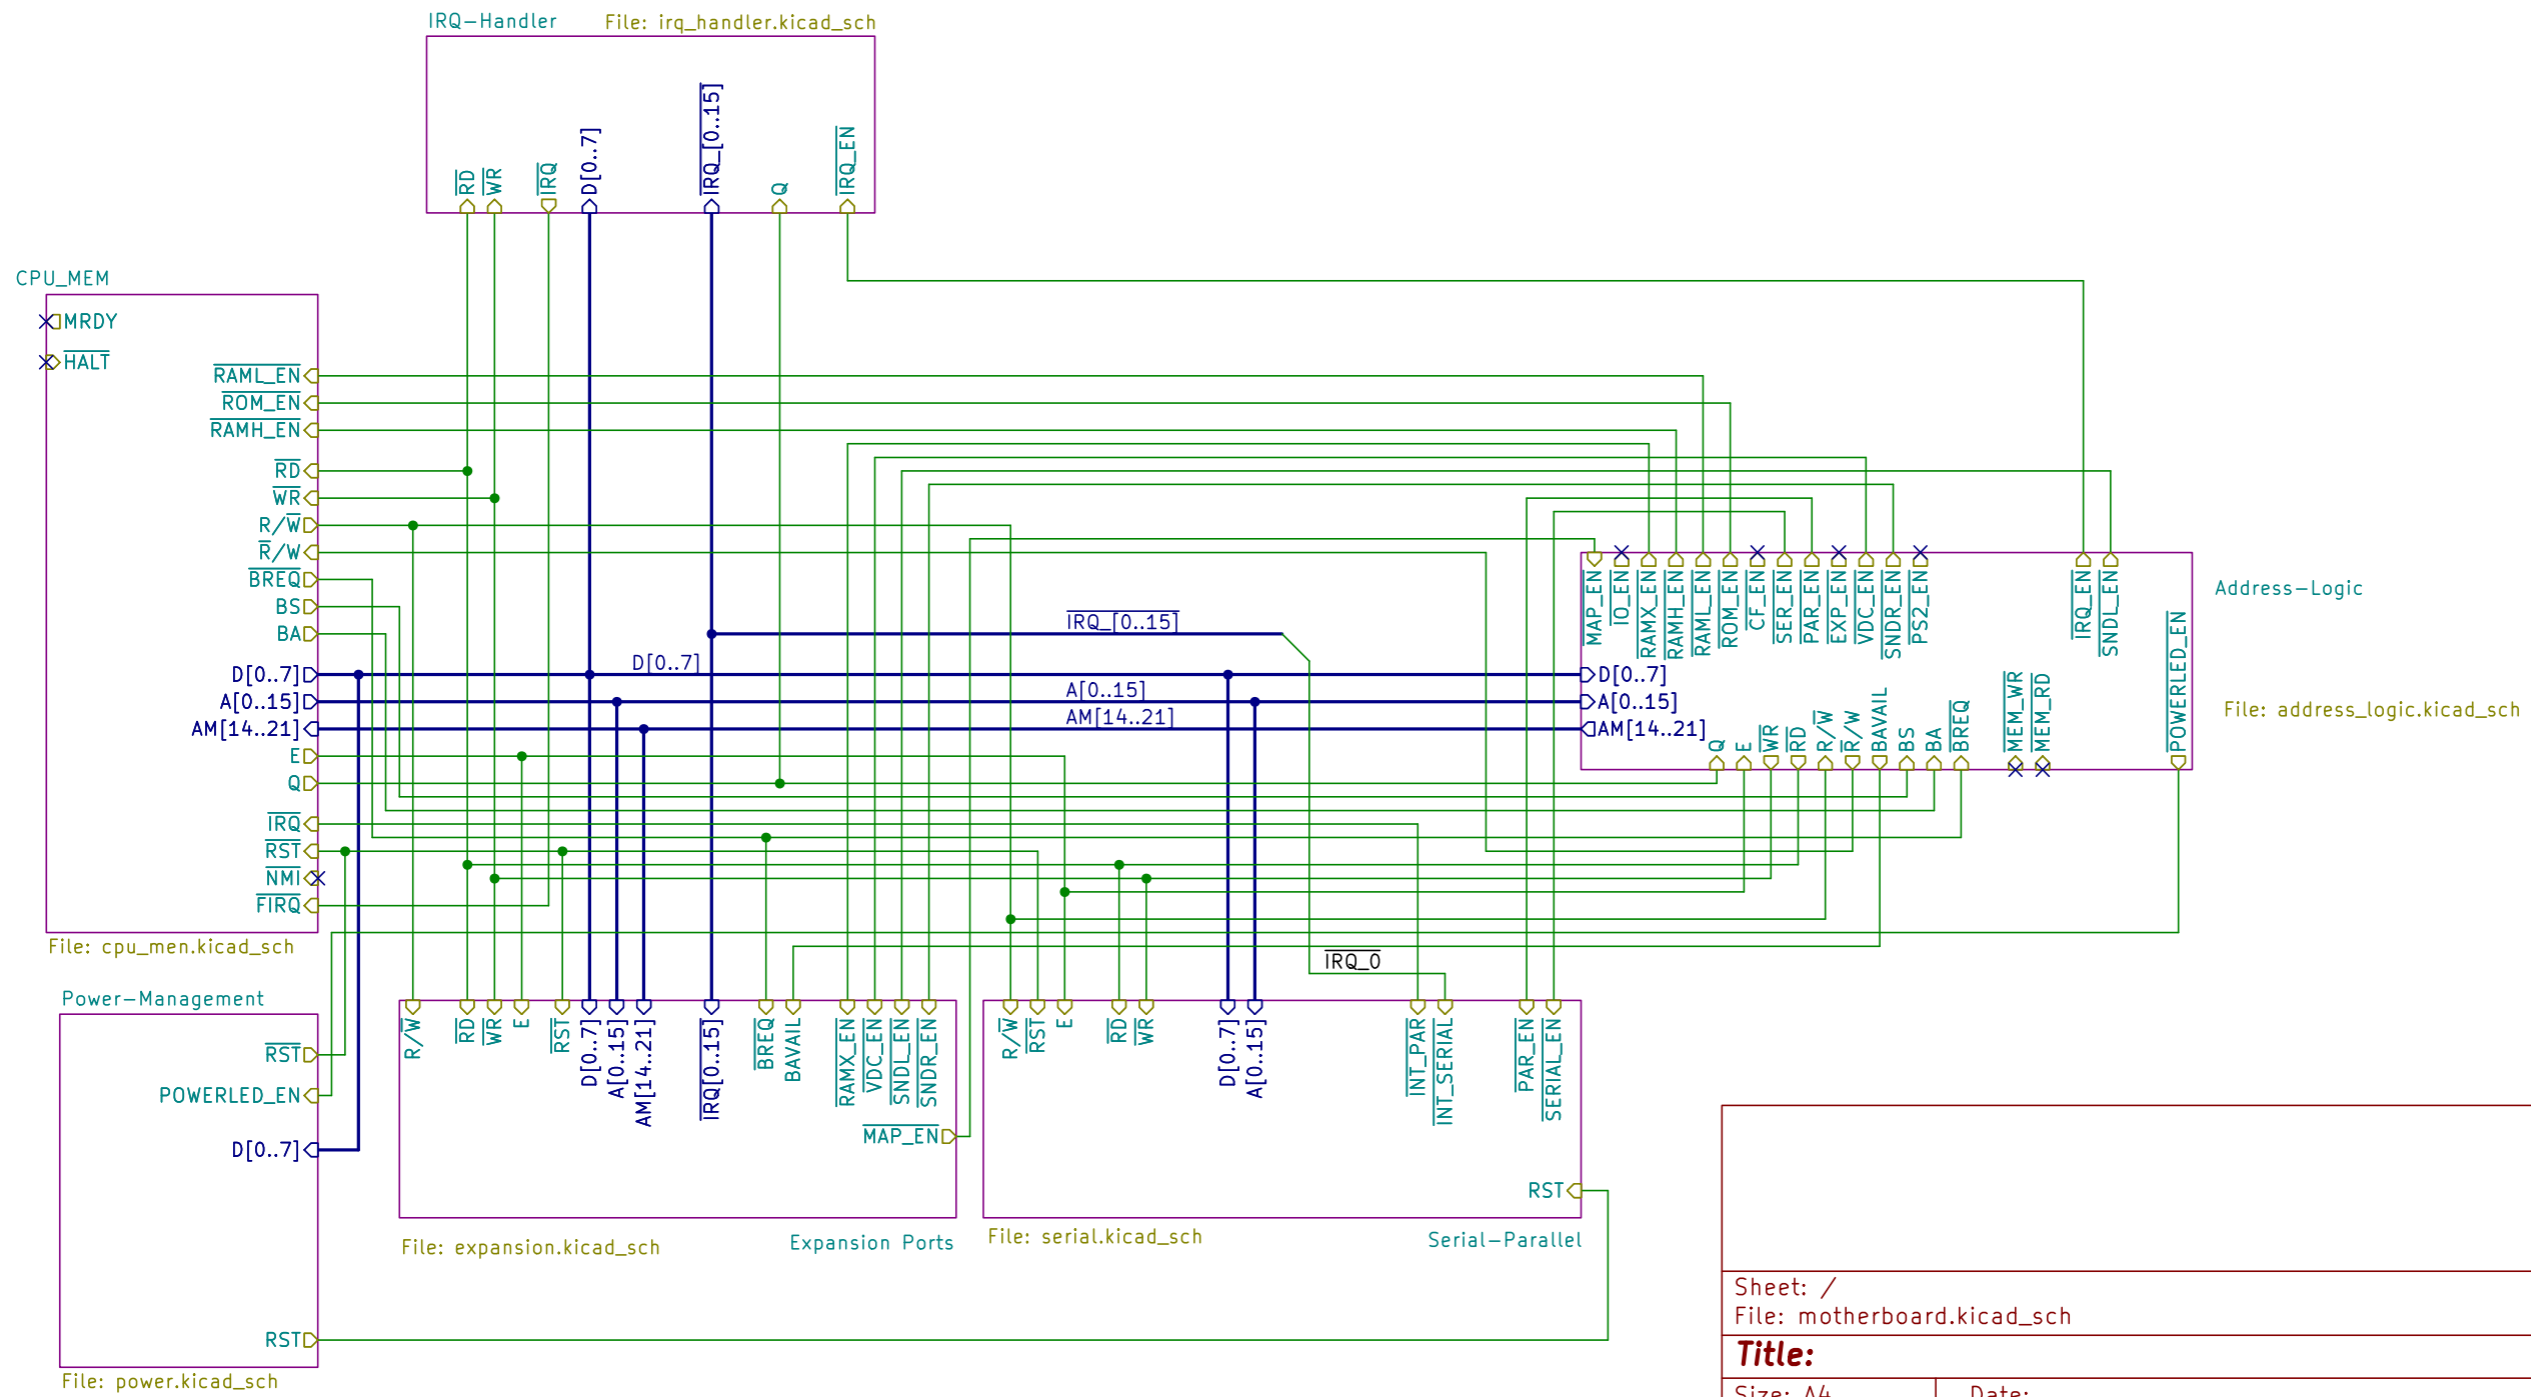 IRQ-Handler
File: irq_handler.kicad_sch
RD
WR
IRQ
D[0..7]
IRQ_[0..15]
Q
IRQ_EN
CPU_MEM
MRDY
HALT
RAML_EN
ROM_EN
RAMH_EN
RD
WR
R/W
R/W
BREQ
BS
BA
D[0..7]
A[0..15]
AM[14..21]
E
Q
IRQ
RST
NMI
FIRQ
File: cpu_men.kicad_sch
IRQ_[0..15]
D[0..7]
A[0..15]
AM[14..21]
IRQ_0
MAP_EN
IO_EN
RAMX_EN
RAMH_EN
RAML_EN
ROM_EN
CF_EN
SER_EN
PAR_EN
EXP_EN
VDC_EN
SNDR_EN
PS2_EN
IRQ_EN
SNDL_EN
D[0..7]
A[0..15]
AM[14..21]
Q
E
WR
RD
R/W
R/W
BAVAIL
BS
BA
BREQ
MEM_WR
MEM_RD
POWERLED_EN
Address-Logic
File: address_logic.kicad_sch
Power-Management
RST
POWERLED_EN
D[0..7]
RST
File: power.kicad_sch
R/W
RD
WR
E
RST
D[0..7]
A[0..15]
AM[14..21]
IRQ[0..15]
BREQ
BAVAIL
RAMX_EN
VDC_EN
SNDL_EN
SNDR_EN
MAP_EN
File: expansion.kicad_sch
Expansion Ports
R/W
RST
E
RD
WR
D[0..7]
A[0..15]
INT_PAR
INT_SERIAL
PAR_EN
SERIAL_EN
RST
File: serial.kicad_sch
Serial-Parallel
Sheet: /
File: motherboard.kicad_sch
Title:
Size: A4
Date: